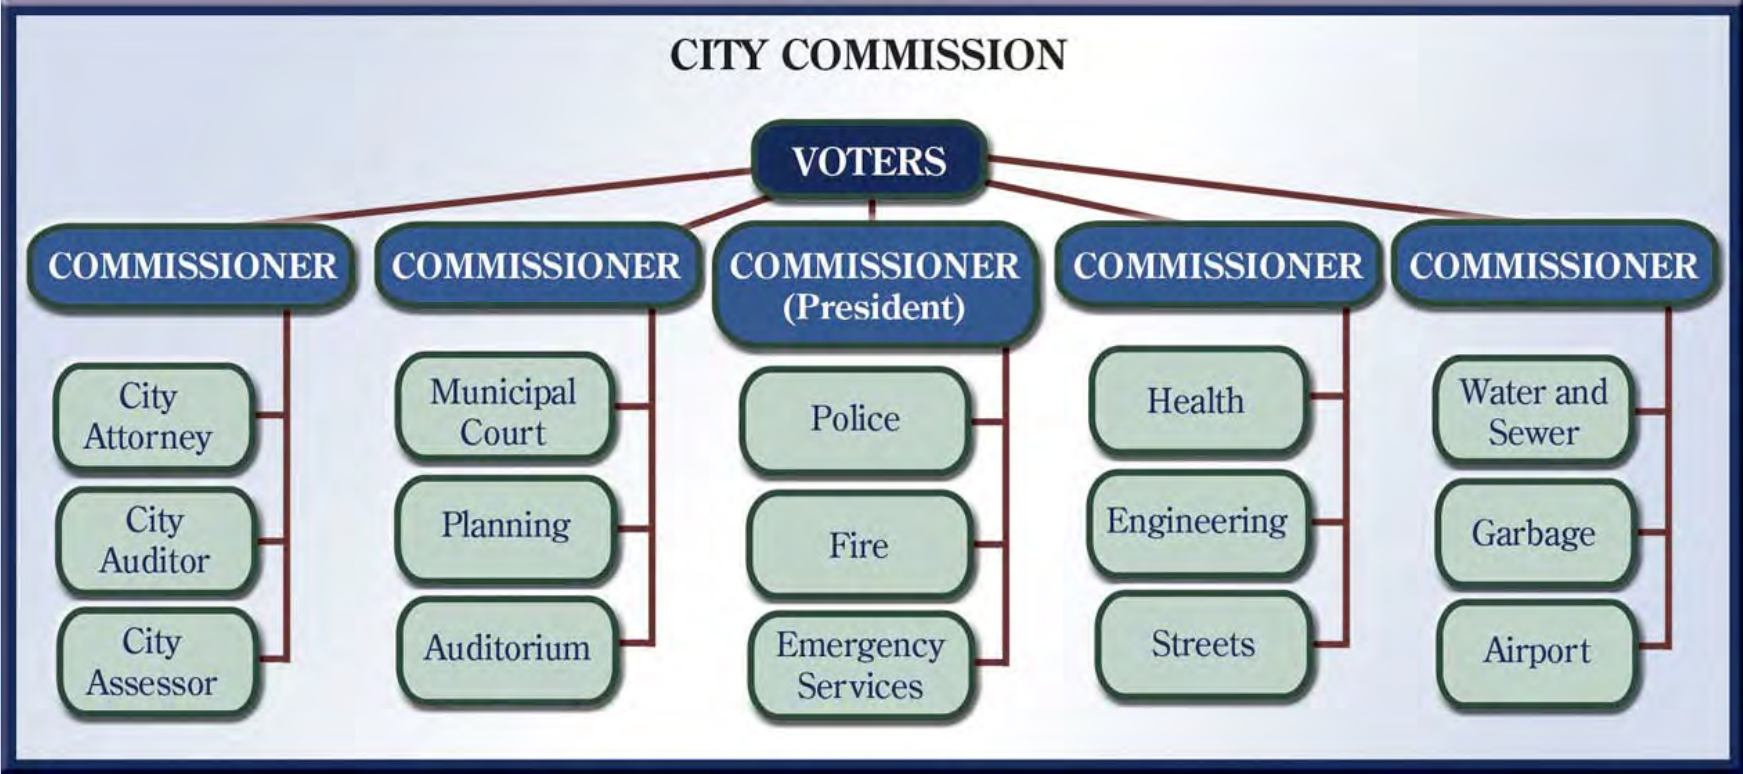 CITY COMMISSION
VOTERS
COMMISSIONER
COMMISSIONER
COMMISSIONER
(President)
COMMISSIONER
COMMISSIONER
City
Attorney
City
Auditor
City
Assessor
Municipal
Court
Planning
Auditorium
Police
Fire
Emergency
Services
Health
Engineering
Streets
Water and
Sewer
Garbage
Airport